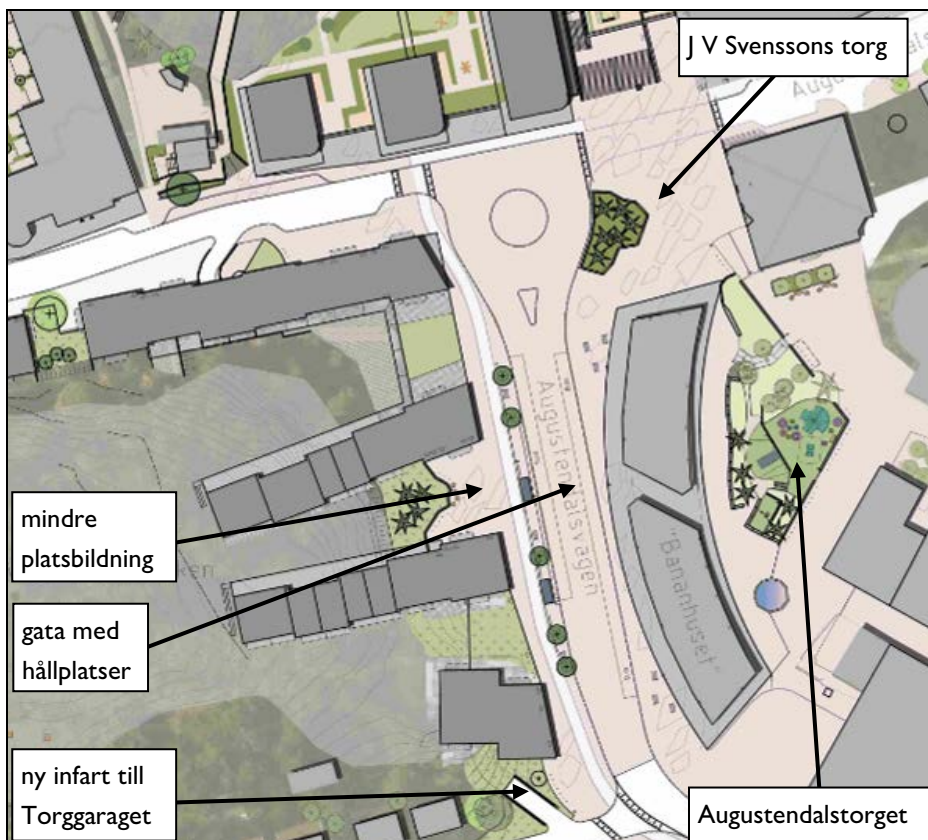 J V Svenssons torg
Augustendalsvägen
"Bananhuset"
mindre
platsbildning
gata med
hållplatser
ny infart till
Torggaraget
Augustendalstorget